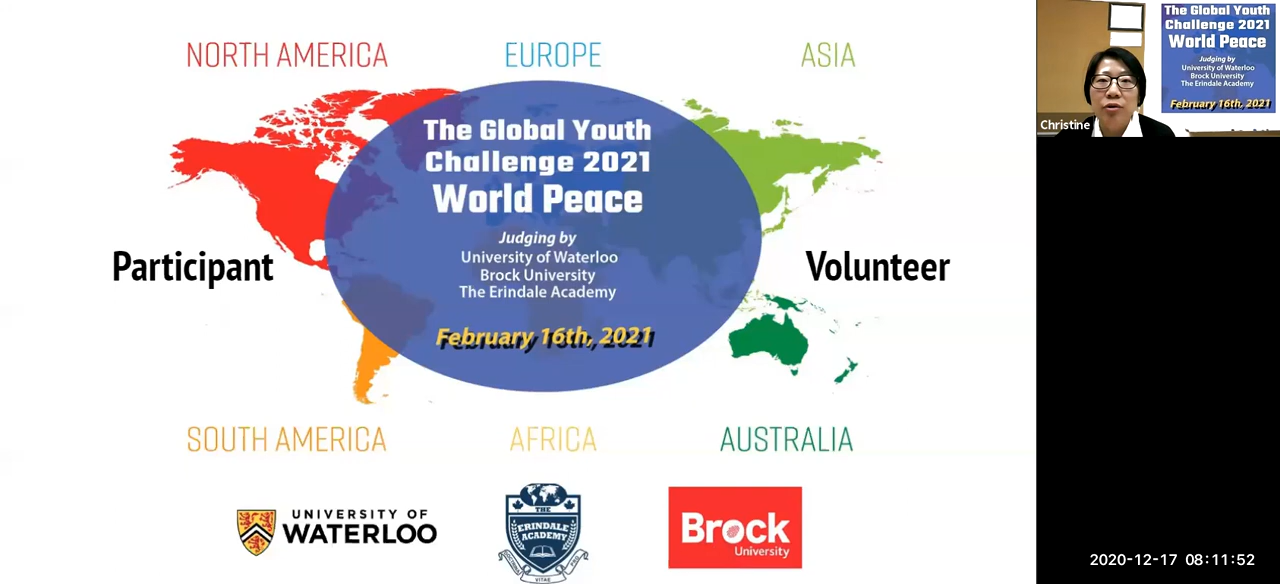 NORTH AMERICA
EUROPE
ASIA
The Global Youth
Challenge 2021
World Peace
Judging by
University of Waterloo
Brock University
The Erindale Academy
February 16th, 2021
Participant
Volunteer
SOUTH AMERICA
AFRICA
AUSTRALIA
UNIVERSITY OF
WATERLOO
THE
ERINDALE
ACADEMY
VITAE
Brock
University
The Global Youth
Challenge 2021
World Peace
Judging by
University of Waterloo
Brock University
The Erindale Academy
February 16th, 2021
Christine
2020-12-17 08:11:52